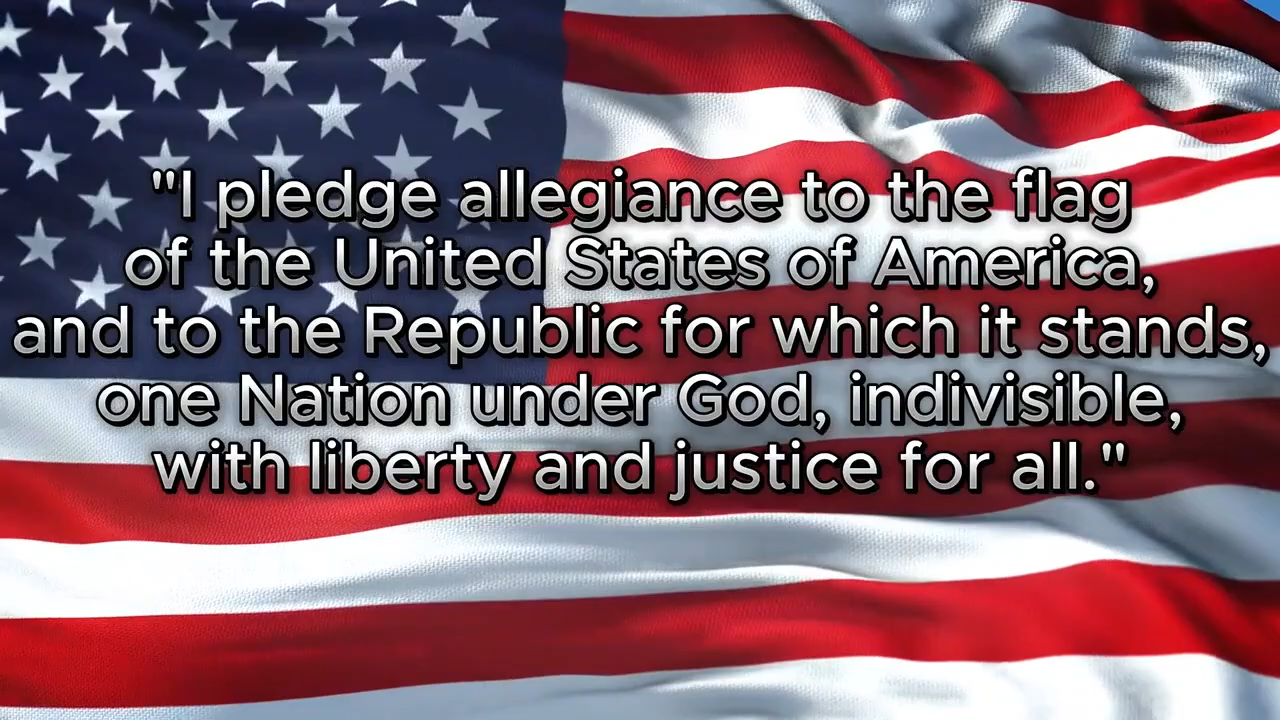 "I pledge allegiance to the flag
of the United States of America,
and to the Republic for which it stands,
one Nation under God, indivisible,
with liberty and justice for all."